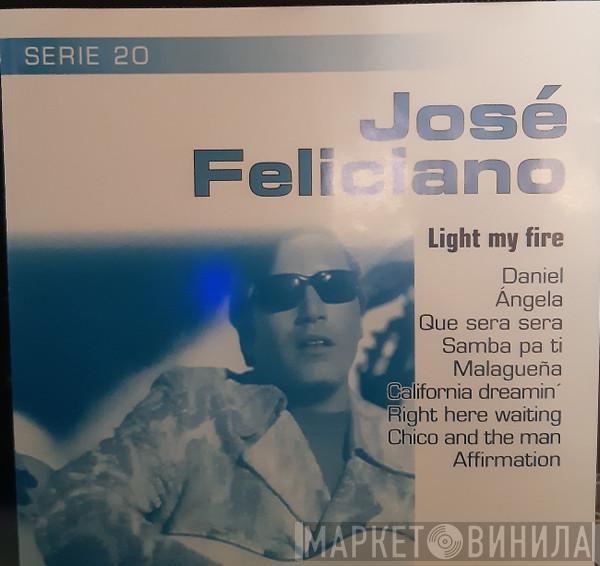 SERIE 20
José
Feliciano
Light my fire
Daniel
Ángela
Que sera sera
Samba pa ti
Malagueña
California dreamin´
Right here waiting
Chico and the man
Affirmation
МАРКЕТ ВИНИЛА